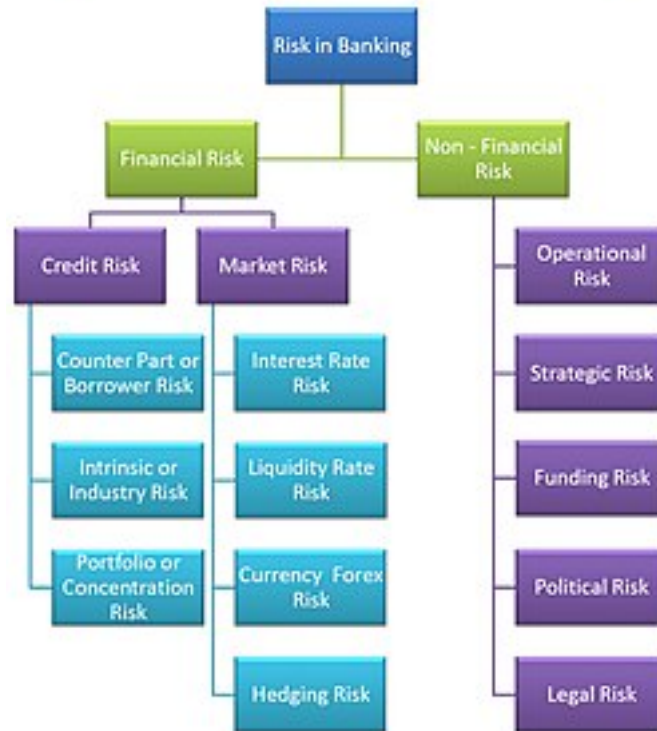 Risk in Banking
Financial Risk
Non - Financial
Risk
Credit Risk
Market Risk
Operational
Risk
Counter Part or
Borrower Risk
Interest Rate
Risk
Strategic Risk
Intrinsic or
Industry Risk
Liquidity Rate
Risk
Funding Risk
Portfolio or
Concentration
Risk
Currency Forex
Risk
Political Risk
Hedging Risk
Legal Risk